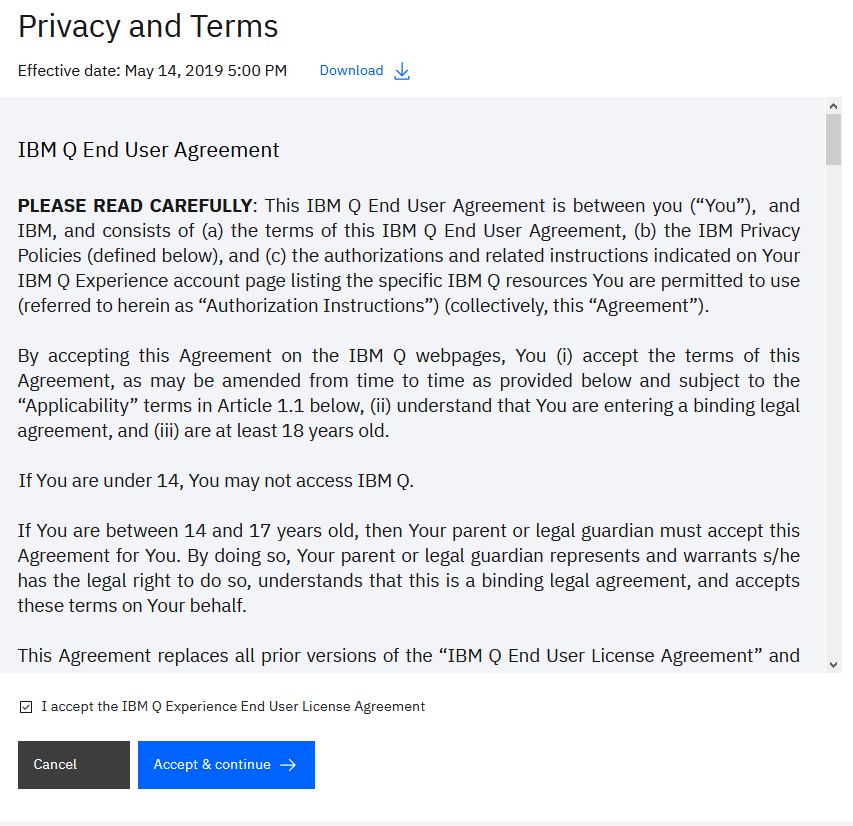 Privacy and Terms
Effective date: May 14, 2019 5:00 PM Download
IBM Q End User Agreement
PLEASE READ CAREFULLY: This IBM Q End User Agreement is between you (“You”), and
IBM, and consists of (a) the terms of this IBM Q End User Agreement, (b) the IBM Privacy
Policies (defined below), and (c) the authorizations and related instructions indicated on Your
IBM Q Experience account page listing the specific IBM Q resources You are permitted to use
(referred to herein as “Authorization Instructions”) (collectively, this “Agreement”).
By accepting this Agreement on the IBM Q webpages, You (i) accept the terms of this
Agreement, as may be amended from time to time as provided below and subject to the
“Applicability” terms in Article 1.1 below, (ii) understand that You are entering a binding legal
agreement, and (iii) are at least 18 years old.
If You are under 14, You may not access IBM Q.
If You are between 14 and 17 years old, then Your parent or legal guardian must accept this
Agreement for You. By doing so, Your parent or legal guardian represents and warrants s/he
has the legal right to do so, understands that this is a binding legal agreement, and accepts
these terms on Your behalf.
This Agreement replaces all prior versions of the “IBM Q End User License Agreement” and
I accept the IBM Q Experience End User License Agreement
Cancel Accept & continue